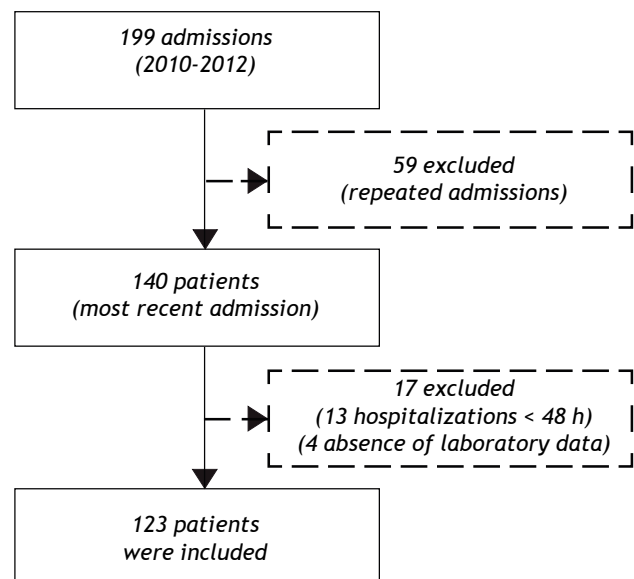 199 admissions
(2010-2012)
59 excluded
(repeated admissions)
140 patients
(most recent admission)
17 excluded
(13 hospitalizations < 48 h)
(4 absence of laboratory data)
123 patients
were included